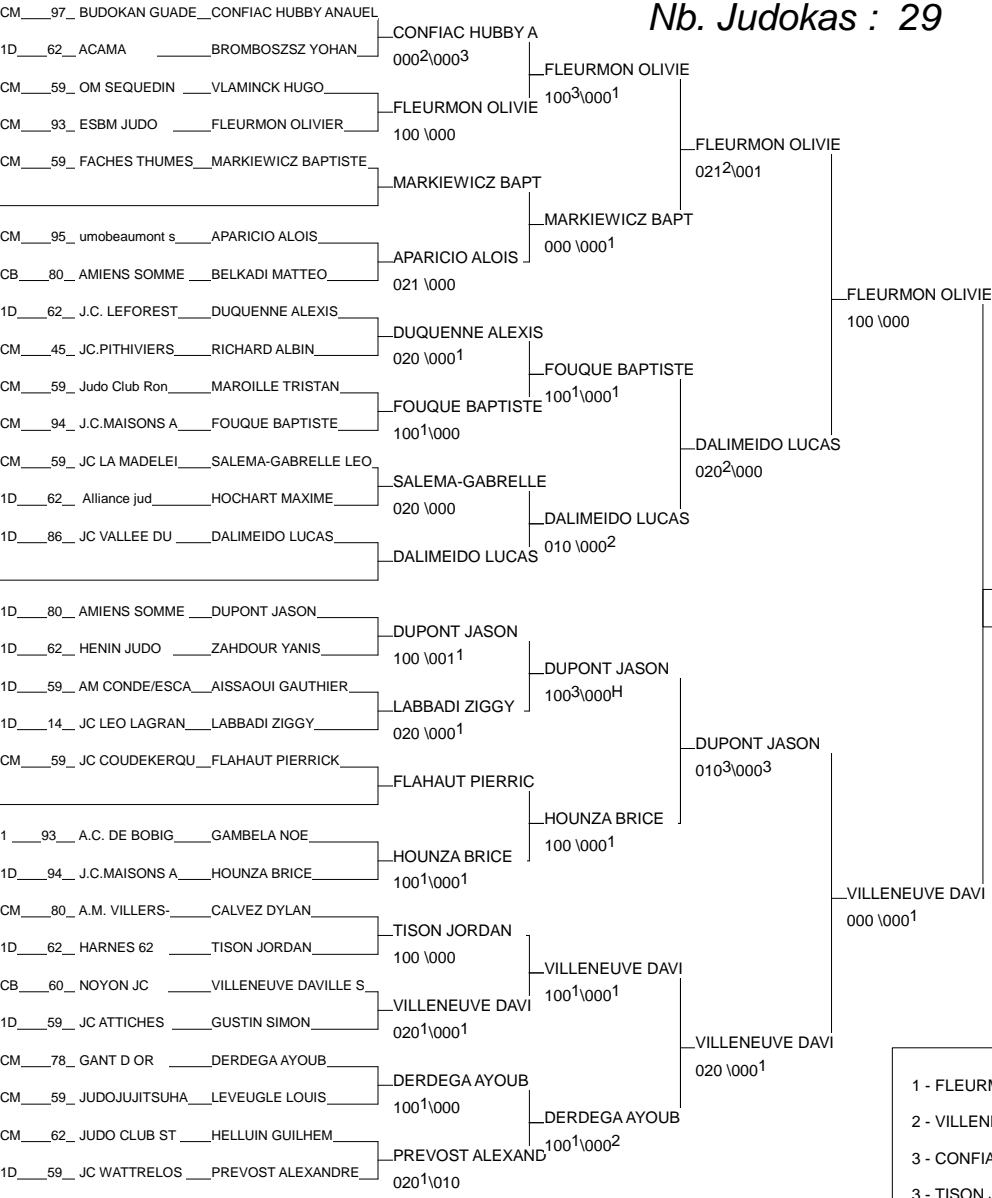 Nb. Judokas : 29
CM 97 BUDOKAN GUADE CONFIAC HUBBY ANAUEL
CONFIAC HUBBY A
1D 62 ACAMA BROMBOSZSZ YOHAN
000²\000³
FLEURMON OLIVIE
CM 59 OM SEQUEDIN VLAMINCK HUGO
100³\000¹
FLEURMON OLIVIE
CM 93 ESBM JUDO FLEURMON OLIVIER
100 \000
FLEURMON OLIVIE
CM 59 FACHES THUMES MARKIEWICZ BAPTISTE
021²\001
MARKIEWICZ BAPT
MARKIEWICZ BAPT
CM 95 umobeaumont s APARICIO ALOIS
000 \000¹
APARICIO ALOIS
CB 80 AMIENS SOMME BELKADI MATTEO
021 \000
FLEURMON OLIVIE
1D 62 J.C. LEFOREST DUQUENNE ALEXIS
100 \000
DUQUENNE ALEXIS
CM 45 JC.PITHIVIERS RICHARD ALBIN
020 \000¹
FOUQUE BAPTISTE
CM 59 Judo Club Ron MAROILLE TRISTAN
100¹\000¹
FOUQUE BAPTISTE
CM 94 J.C.MAISONS A FOUQUE BAPTISTE
100¹\000
DALIMEIDO LUCAS
CM 59 JC LA MADELEI SALEMA-GABRELLE LEO
020²\000
SALEMA-GABRELLE
1D 62 Alliance jud HOCHART MAXIME
020 \000
DALIMEIDO LUCAS
1D 86 JC VALLEE DU DALIMEIDO LUCAS
010 \000²
DALIMEIDO LUCAS
1D 80 AMIENS SOMME DUPONT JASON
DUPONT JASON
1D 62 HENIN JUDO ZAHDOUR YANIS
100 \001¹
DUPONT JASON
1D 59 AM CONDE/ESCA AISSAOUI GAUTHIER
100³\000H
LABBADI ZIGGY
1D 14 JC LEO LAGRAN LABBADI ZIGGY
020 \000¹
DUPONT JASON
CM 59 JC COUDEKERQU FLAHAUT PIERRICK
010³\000³
FLAHAUT PIERRIC
HOUNZA BRICE
1 93 A.C. DE BOBIG GAMBELA NOE
100 \000¹
HOUNZA BRICE
1D 94 J.C.MAISONS A HOUNZA BRICE
100¹\000¹
VILLENEUVE DAVI
CM 80 A.M. VILLERS- CALVEZ DYLAN
000 \000¹
TISON JORDAN
1D 62 HARNES 62 TISON JORDAN
100 \000
VILLENEUVE DAVI
CB 60 NOYON JC VILLENEUVE DAVILLE S
100¹\000¹
VILLENEUVE DAVI
1D 59 JC ATTICHES GUSTIN SIMON
020¹\000¹
VILLENEUVE DAVI
CM 78 GANT D OR DERDEGA AYOUB
020 \000¹
DERDEGA AYOUB
1 - FLEURM
CM 59 JUDOJUJITSUHA LEVEUGLE LOUIS
100¹\000
DERDEGA AYOUB
2 - VILLEN
CM 62 JUDO CLUB ST HELLUIN GUILHEM
100¹\000²
PREVOST ALEXAND
3 - CONFIA
1D 59 JC WATTRELOS PREVOST ALEXANDRE
020¹\010
3 - TISON